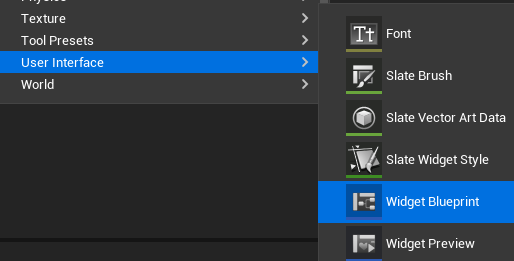 Physics
Texture
Tool Presets
User Interface
World
Font
Slate Brush
Slate Vector Art Data
Slate Widget Style
Widget Blueprint
Widget Preview